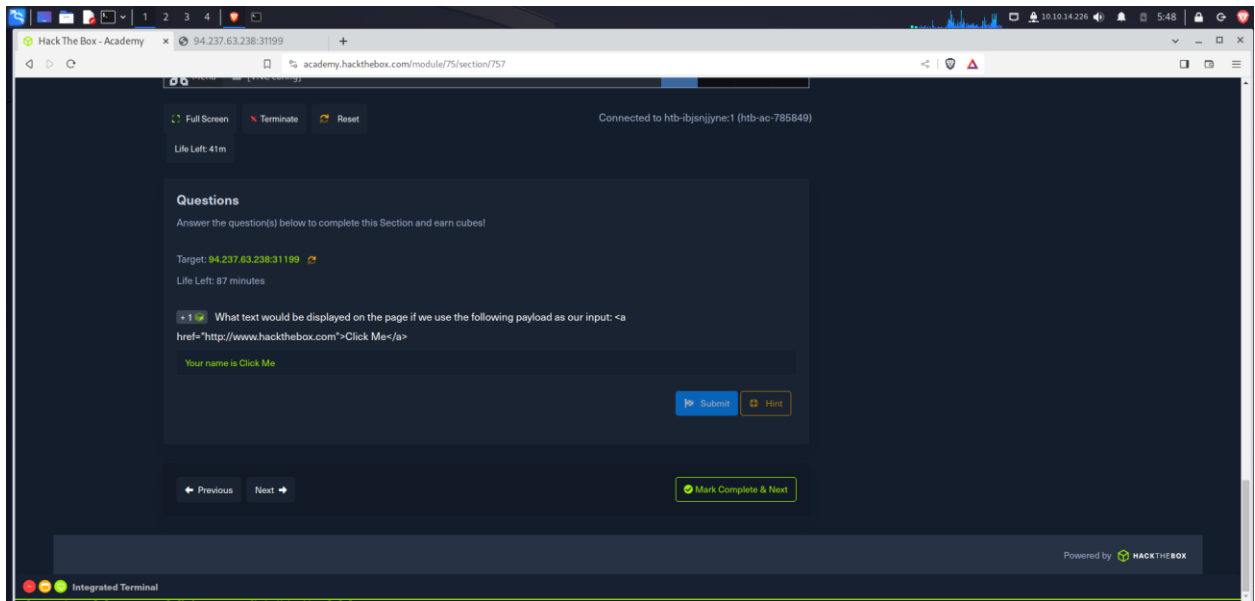 1 2 3 4
10.10.14.226
5:48
Hack The Box - Academy
94.237.63.238:31199
academy.hackthebox.com/module/75/section/757
Full Screen
Terminate
Reset
Connected to htb-ibjsnjjyne:1 (htb-ac-785849)
Life Left: 41m
Questions
Answer the question(s) below to complete this Section and earn cubes!
Target: 94.237.63.238:31199
Life Left: 87 minutes
+ 1 What text would be displayed on the page if we use the following payload as our input: <a
href="http://www.hackthebox.com">Click Me</a>
Your name is Click Me
Submit
Hint
Previous
Next
Mark Complete & Next
Powered by HACKTHEBOX
Integrated Terminal